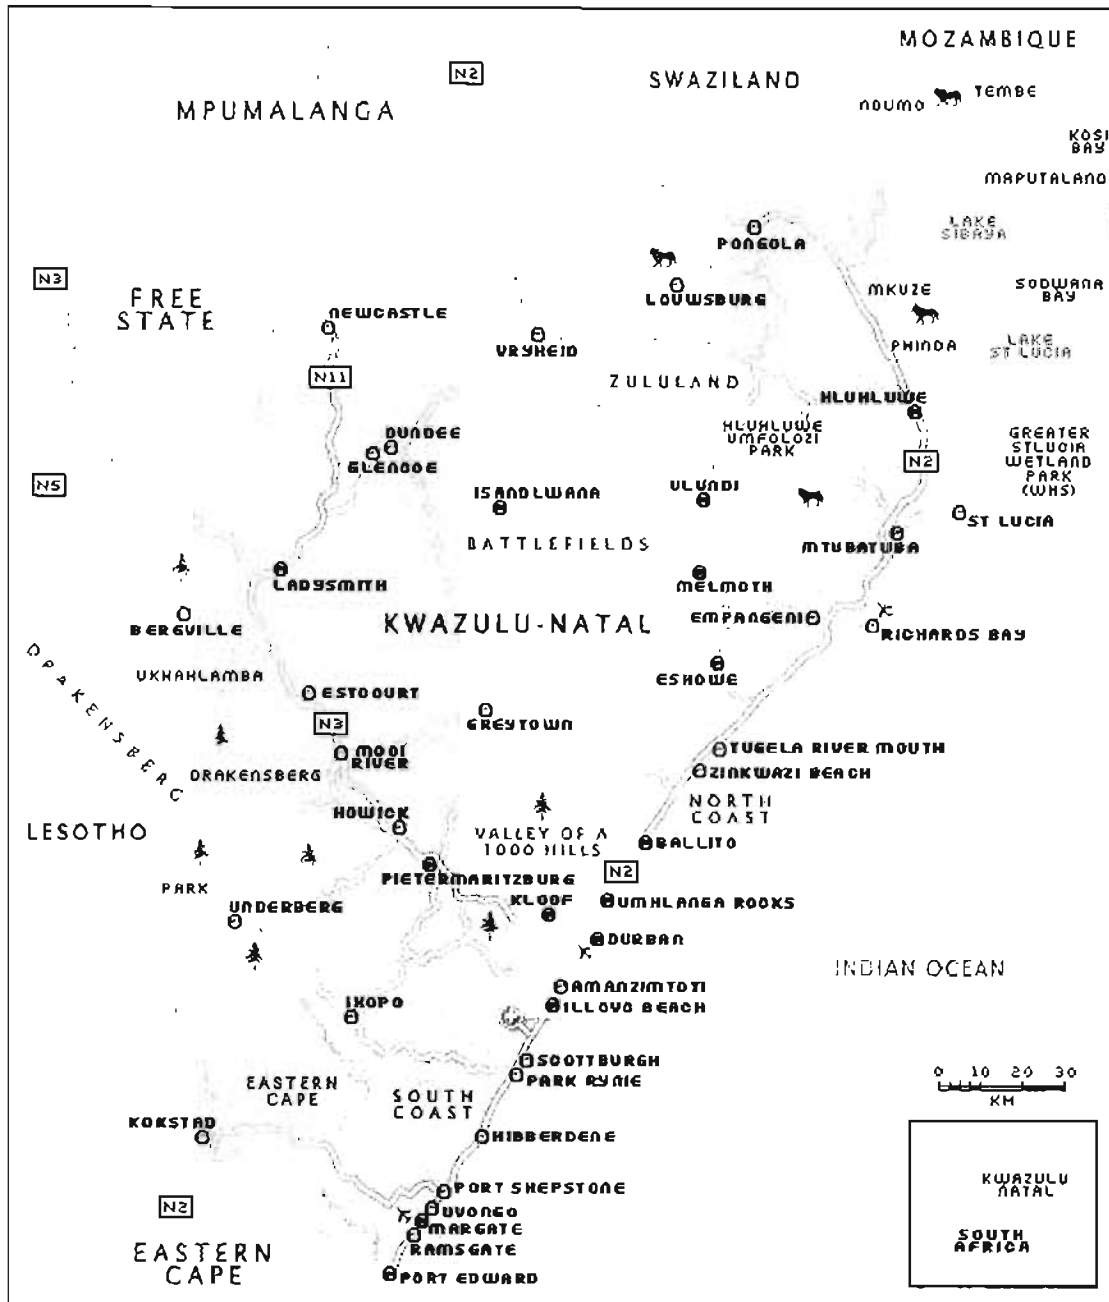 MOZAMBIQUE
N2
SWAZILAND
MPUMALANGA
NDUMO
TEMBE
KOSI
BAY
MAPUTALAND
LAKE
SIBAYA
PONGOLA
N3
FREE
STATE
LOUWSBURG
MKUZE
SODWANA
BAY
NEWCASTLE
VRYHEID
PHINDA
LAKE
ST LUCIA
N11
ZULULAND
HLUHLUWE
DUNDEE
GLENCOE
HLUHLUWE
UMFOLOZI
PARK
GREATER
STLUCIA
WETLAND
PARK
(WHS)
N2
N5
ISANDLWANA
ULUNDI
ST LUCIA
BATTLEFIELDS
MTUBATUBA
LADYSMITH
MELMOTH
BERGVILLE
KWAZULU-NATAL
EMPANGENI
RICHARDS BAY
DRAKENSBERG
UKHAHLAMBA
ESTCOURT
ESHOWE
N3
GREYTOWN
MOOI
RIVER
TUGELA RIVER MOUTH
DRAKENSBERG
ZINKWAZI BEACH
NORTH
COAST
HOWICK
LESOTHO
VALLEY OF A
1000 HILLS
BALLITO
PIETERMARITZBURG
N2
PARK
KLOOF
UMHLANGA ROCKS
UNDERBERG
DURBAN
INDIAN OCEAN
AMANZIMTOTI
IXOPO
ILLOVO BEACH
SCOTTBURGH
PARK RYNIE
EASTERN
CAPE
SOUTH
COAST
0 10 20 30
KM
KOKSTAD
HIBBERDENE
PORT SHEPSTONE
KWAZULU
NATAL
N2
UVONGO
MARGATE
RAMSGATE
SOUTH
AFRICA
EASTERN
CAPE
PORT EDWARD